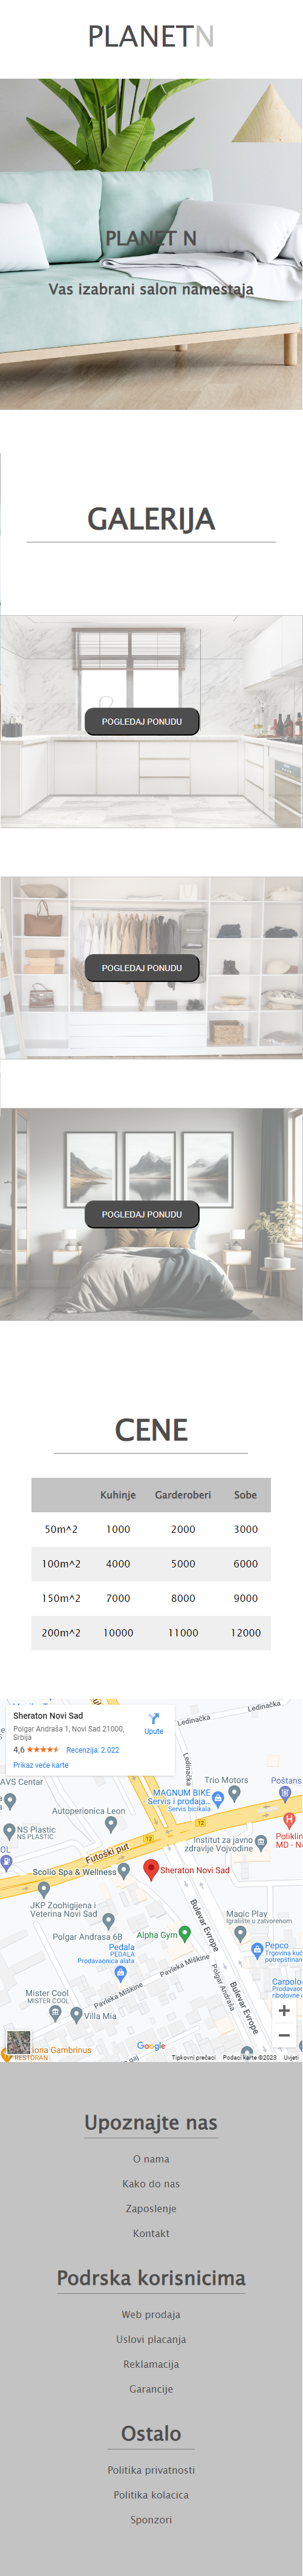 PLANETN
PLANET N
Vas izabrani salon namestaja
GALERIJA
POGLEDAJ PONUDU
POGLEDAJ PONUDU
POGLEDAJ PONUDU
CENE
Kuhinje Garderoberi Sobe
50m^2 1000 2000 3000
100m^2 4000 5000 6000
150m^2 7000 8000 9000
200m^2 10000 11000 12000
Sheraton Novi Sad
Polgar Andraša 1, Novi Sad 21000,
Srbija
Upute
4,6 Recenzija: 2.022
Prikaz veće karte
Ledinačka
Ledinačka
Ledinačka
AVS Centar
Trio Motors
Poštans
MAGNUM BIKE
Servis i prodaja...
Servis bicikala
Autoperionica Leon
Poliklin
MD - N
NS Plastic
NS PLASTIC
Futoški put
Institut za javno
zdravlje Vojvodine
OL
Scolio Spa & Wellness
Sheraton Novi Sad
JKP Zoohigijena i
Veterina Novi Sad
Bulevar Evrope
Magic Play
Igralište u zatvorenom
Polgar Andrasa 6B
Alpha Gym
Pedala
PEDALA
Prodavaonica alata
Pepco
Trgovina kuć
potrepštinam
Pavleka Miškine
Polgar Andraša
Mister Cool
MISTER COOL
Carpolo
Prodavaon
ribolovne o
Pavleka Miškine
Villa Mia
Bulevar Evrope
iona Gambrinus
RESTORAN
Google
gaj
Tipkovni prečaci Podaci karte ©2023 Uvjeti
Upoznajte nas
O nama
Kako do nas
Zaposlenje
Kontakt
Podrska korisnicima
Web prodaja
Uslovi placanja
Reklamacija
Garancije
Ostalo
Politika privatnosti
Politika kolacica
Sponzori